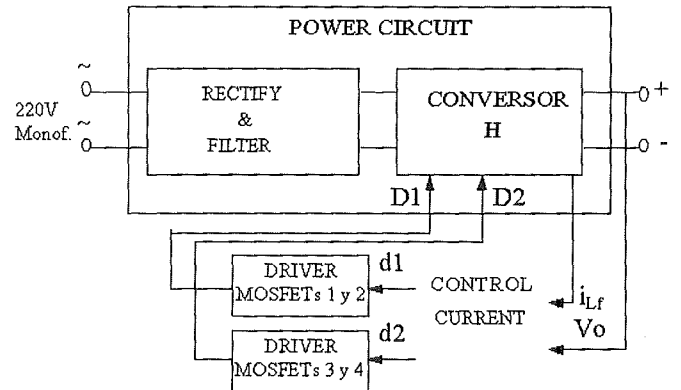 POWER CIRCUIT
~
220V
Monof.
~
RECTIFY
&
FILTER
CONVERSOR
H
+
-
D1
D2
DRIVER
MOSFETs 1 y 2
d1
CONTROL
CURRENT
iLf
Vo
DRIVER
MOSFETs 3 y 4
d2